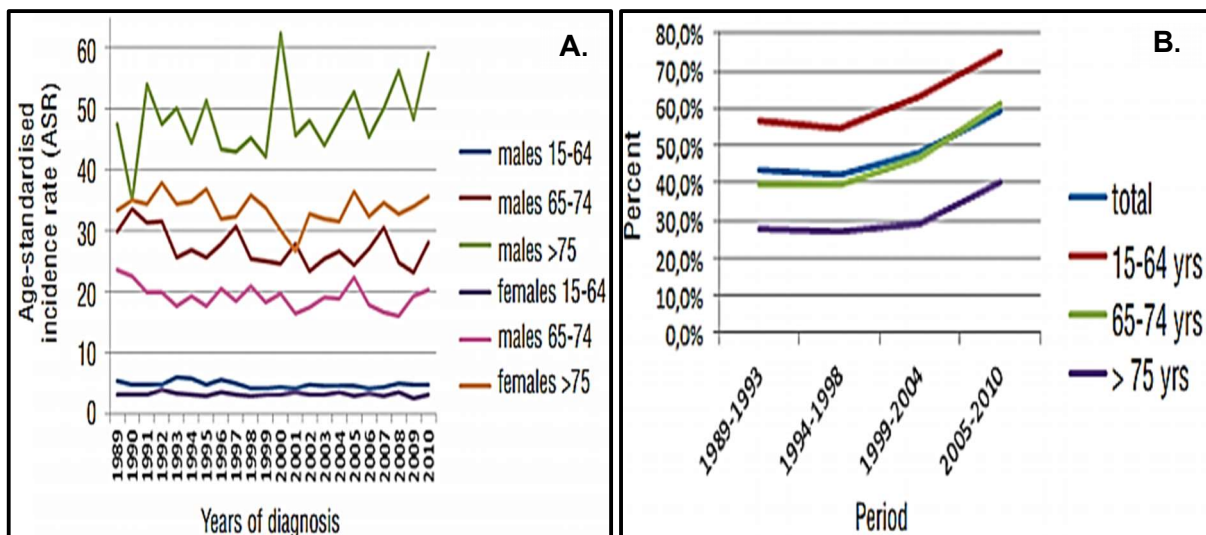 A.
Age-standardised
incidence rate (ASR)
60
50
40
30
20
10
0
1989
1990
1991
1992
1993
1994
1995
1996
1997
1998
1999
2000
2001
2002
2003
2004
2005
2006
2007
2008
2009
2010
Years of diagnosis
males 15-64
males 65-74
males >75
females 15-64
males 65-74
females >75
B.
Percent
80,0%
70,0%
60,0%
50,0%
40,0%
30,0%
20,0%
10,0%
0,0%
1989-1993
1994-1998
1999-2004
2005-2010
Period
total
15-64 yrs
65-74 yrs
> 75 yrs